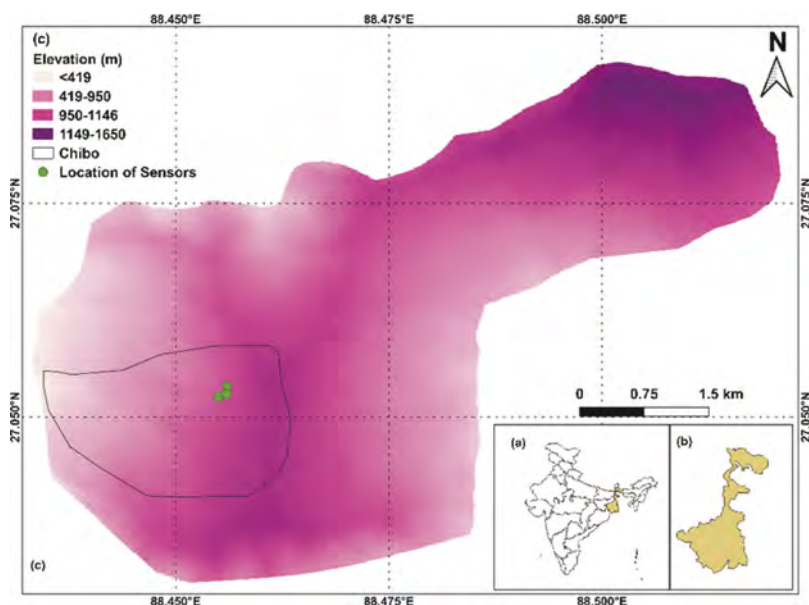 88.450°E 88.475°E 88.500°E
(c)
Elevation (m)
<419
419-950
950-1146
1149-1650
Chibo
Location of Sensors
N
27.075°N 27.075°N
27.050°N 27.050°N
0 0.75 1.5 km
(a) (b)
(c)
88.450°E 88.475°E 88.500°E